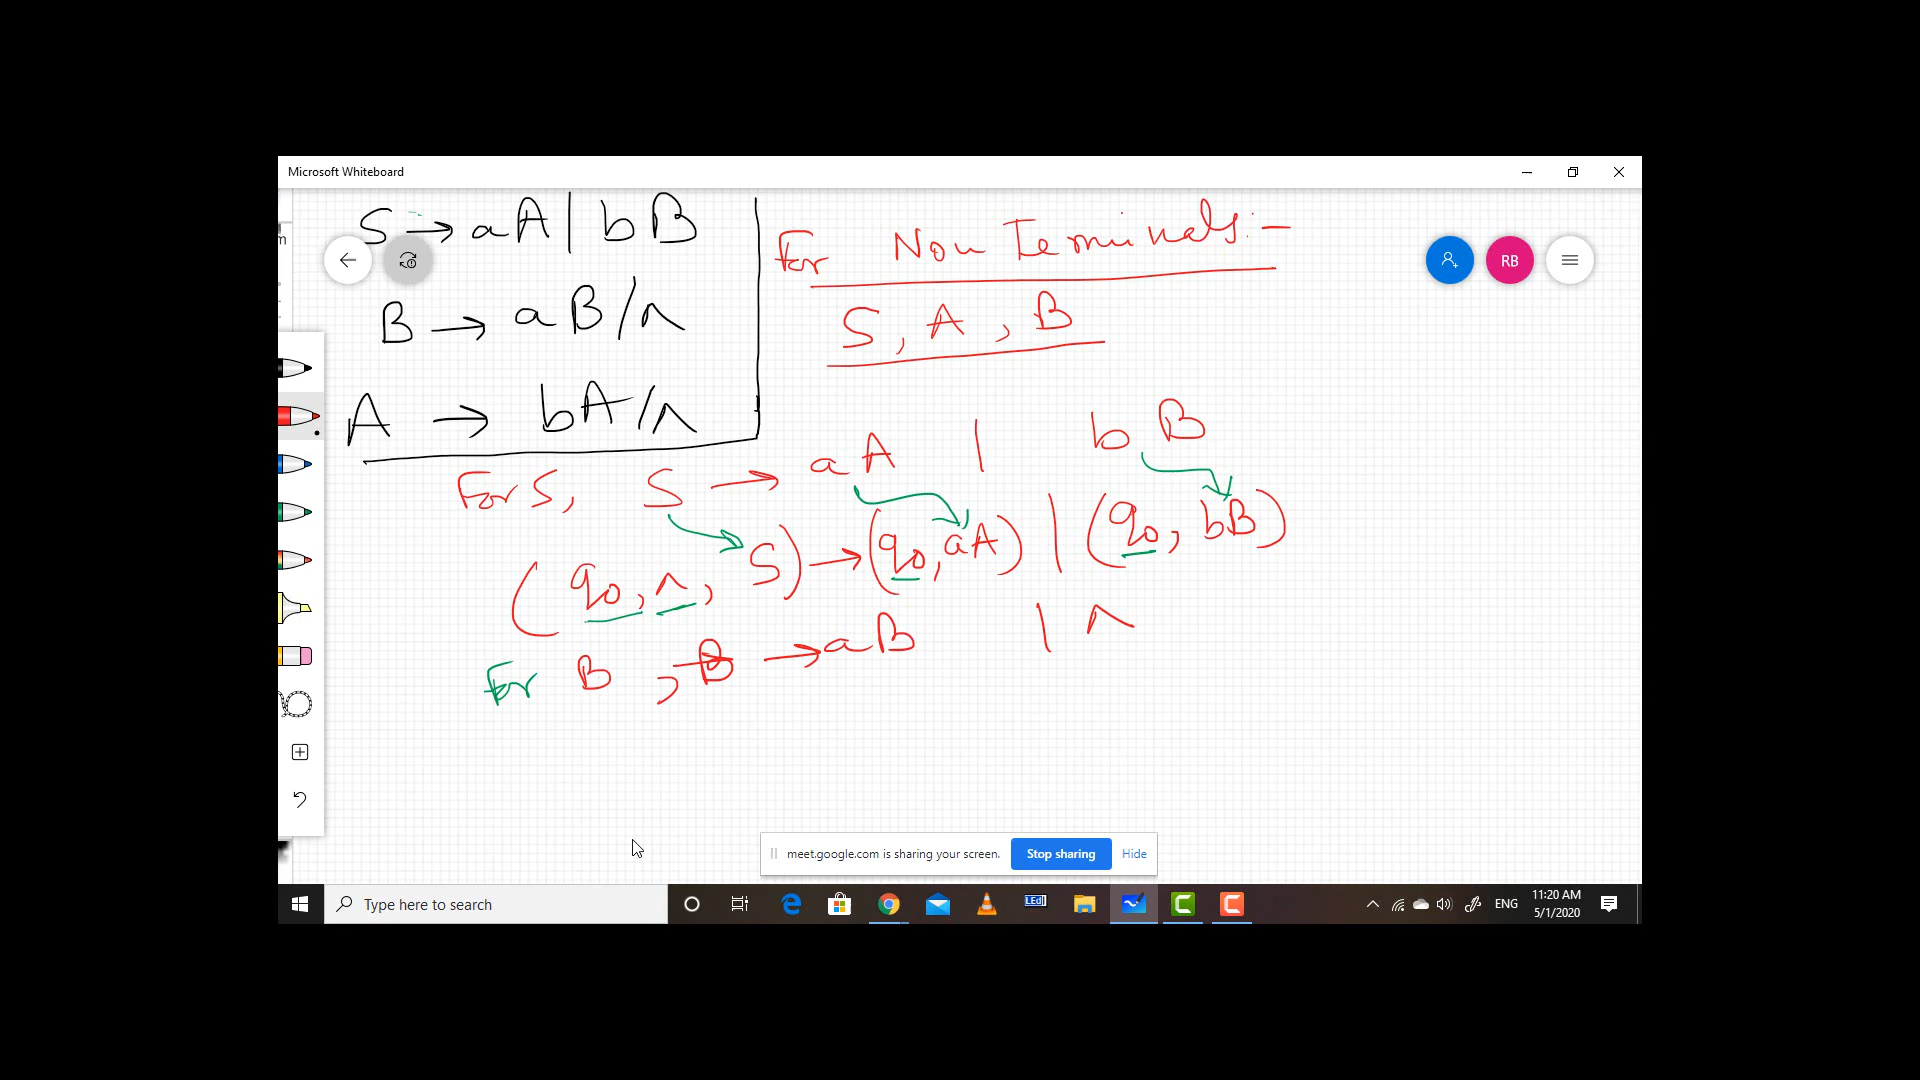 Microsoft Whiteboard
S → aA | bB
B → aB / ʌ
A → bA / ʌ
For Non Terminals:-
S, A, B
RB
For S, S → aA | bB
(q0, ʌ, S) → (q0, aA) | (q0, bB)
For B, B → aB | ʌ
meet.google.com is sharing your screen. Stop sharing Hide
Type here to search
LEd
ENG
11:20 AM
5/1/2020